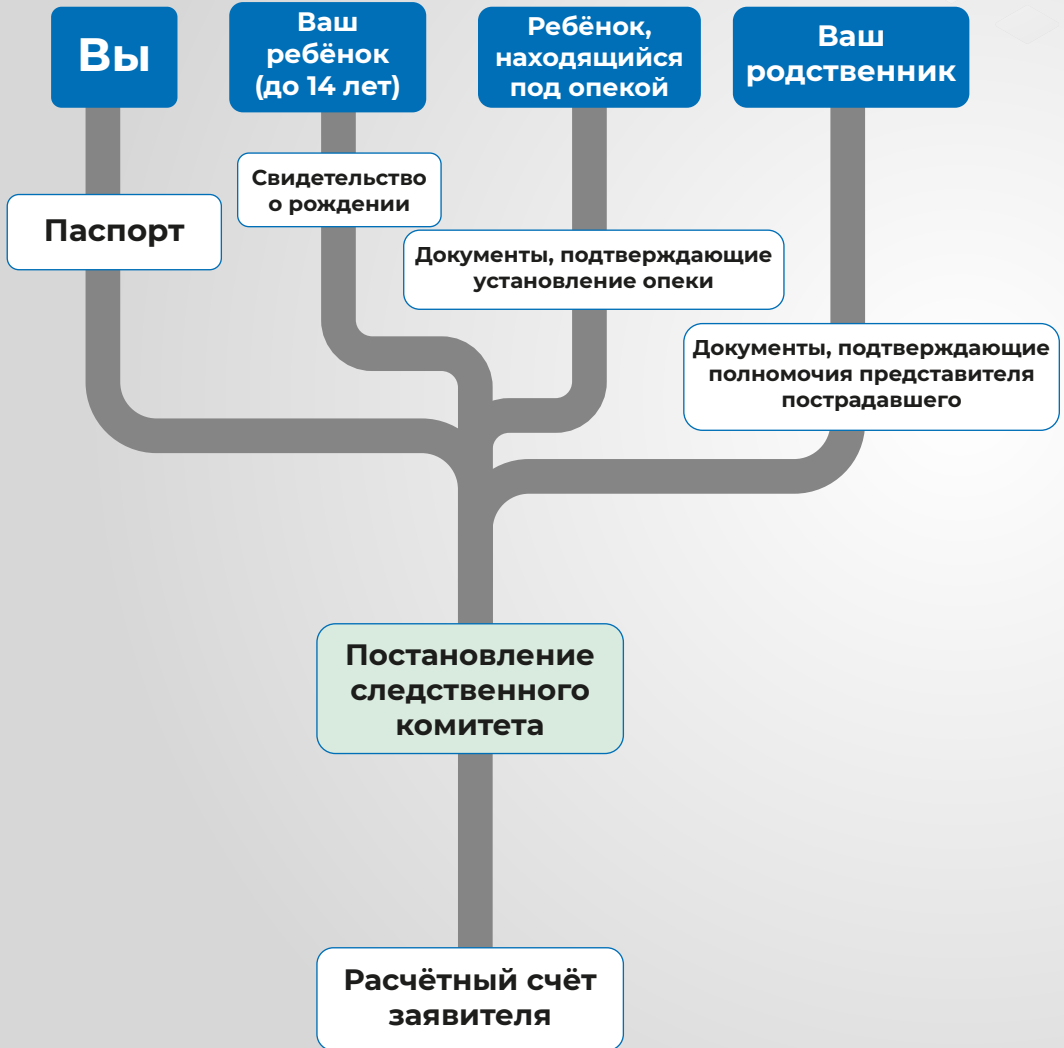 Вы
Ваш
ребёнок
(до 14 лет)
Ребёнок,
находящийся
под опекой
Ваш
родственник
Паспорт
Свидетельство
о рождении
Документы, подтверждающие
установление опеки
Документы, подтверждающие
полномочия представителя
пострадавшего
Постановление
следственного
комитета
Расчётный счёт
заявителя